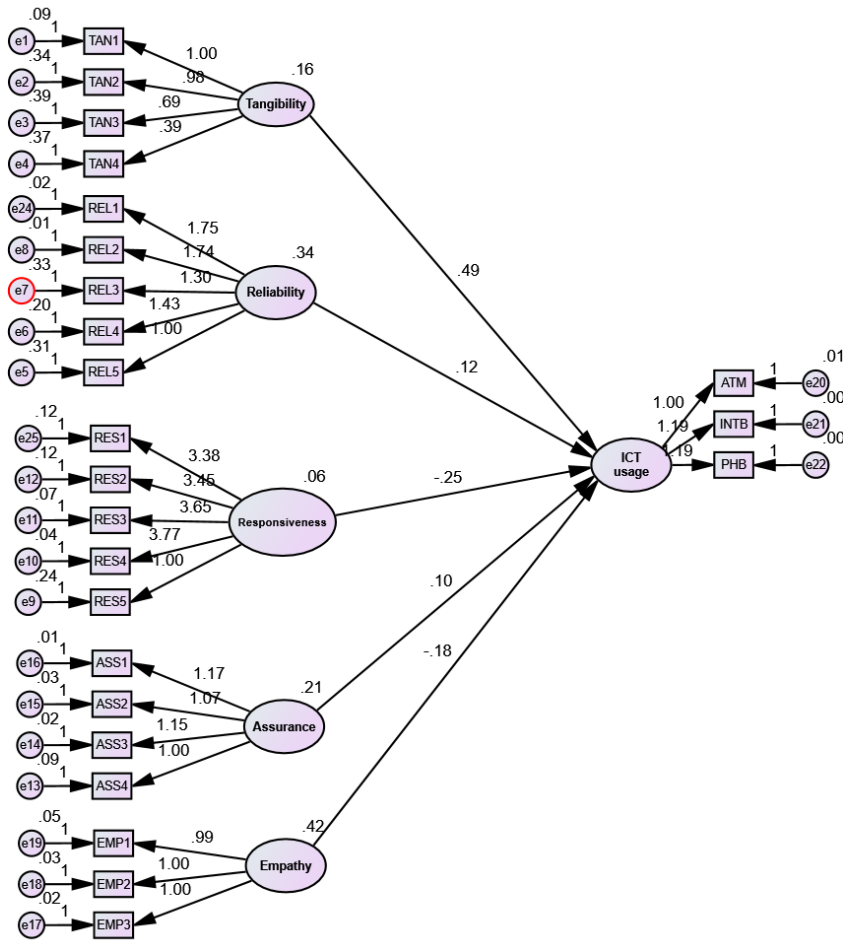 .09
e1 1 TAN1
1.00
.34
e2 1 TAN2
.98
.16
Tangibility
.39
e3 1 TAN3
.69
.37
e4 1 TAN4
.39
.49
.02
e24 1 REL1
1.75
.01
e8 1 REL2
1.74
.34
Reliability
.33
e7 1 REL3
1.30
.20
e6 1 REL4
1.43
.31
e5 1 REL5
1.00
.12
.12
e25 1 RES1
3.38
.12
e12 1 RES2
3.45
.06
Responsiveness
.07
e11 1 RES3
3.65
.04
e10 1 RES4
3.77
.24
e9 1 RES5
1.00
-.25
ICT
usage
1.00
ATM 1 e20
.01
1.19
INTB 1 e21
.00
1.19
PHB 1 e22
.00
.01
e16 1 ASS1
1.17
.03
e15 1 ASS2
1.07
.21
Assurance
.02
e14 1 ASS3
1.15
.09
e13 1 ASS4
1.00
.10
.05
e19 1 EMP1
.99
.03
e18 1 EMP2
1.00
.42
Empathy
.02
e17 1 EMP3
1.00
-.18